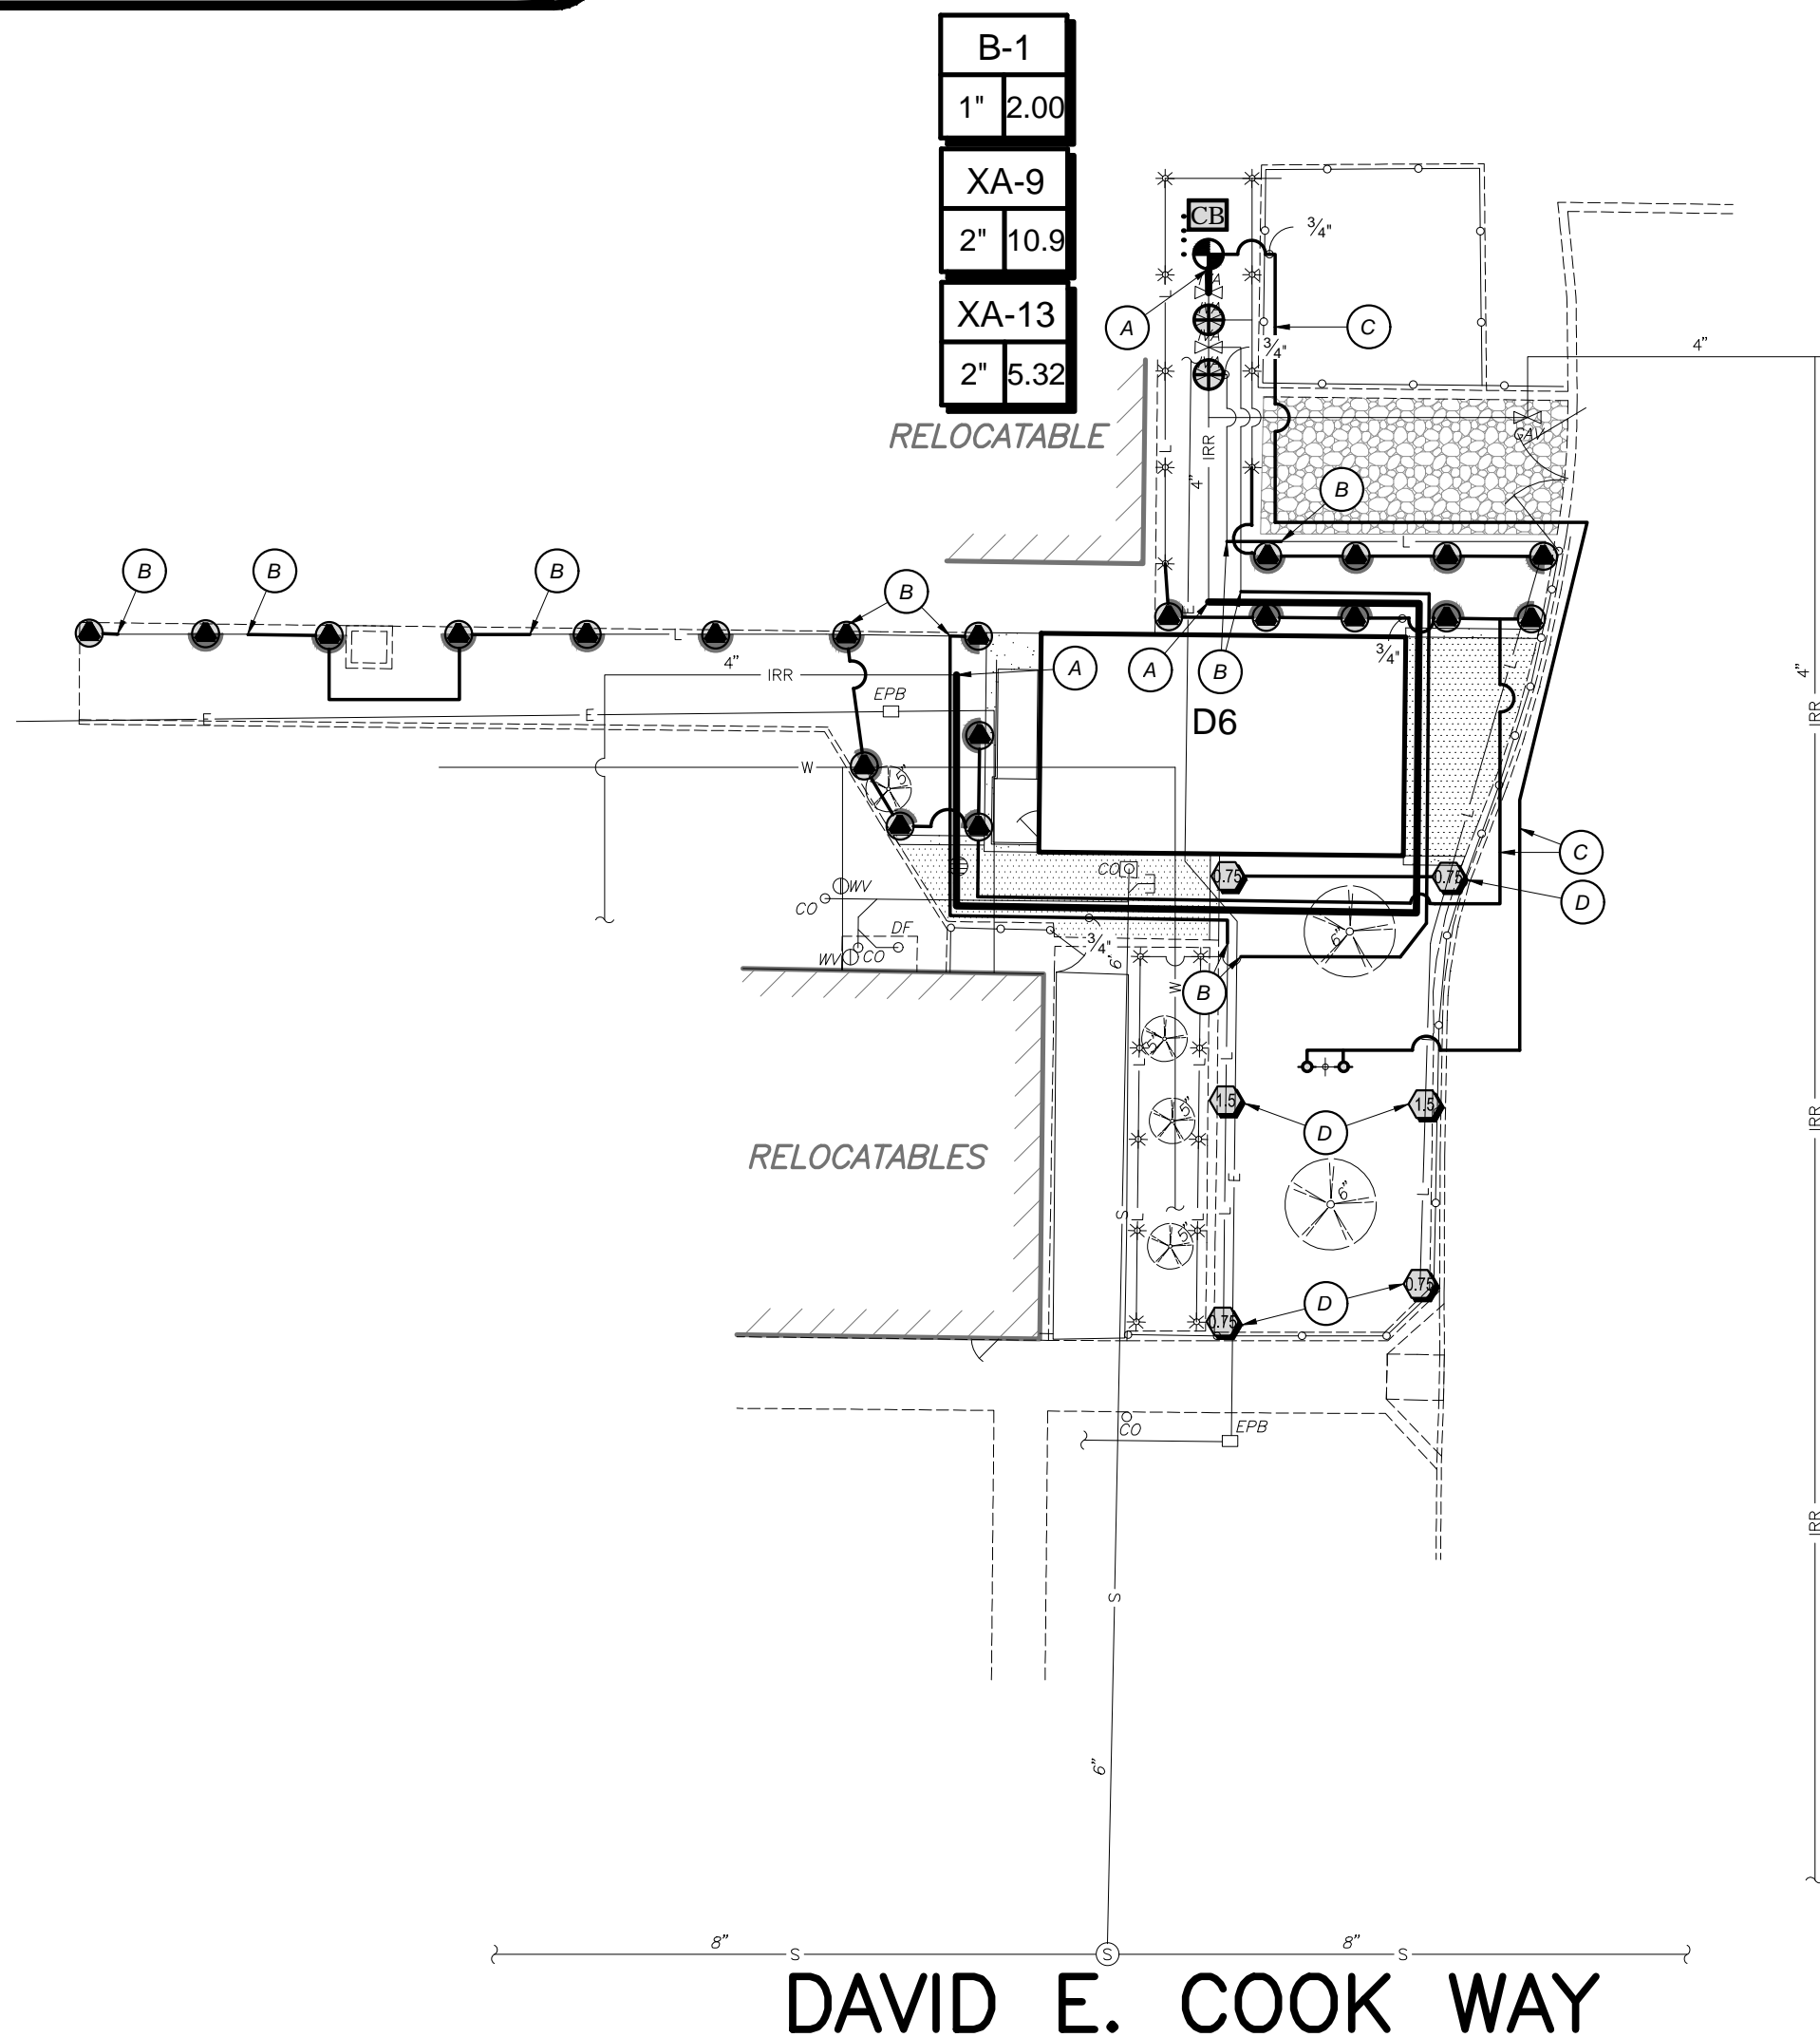 B-1
1" 2.00
XA-9
2" 10.9
XA-13
2" 5.32
CB
3/4"
A
C
3/4"
4"
RELOCATABLE
L
L
IRR
4"
GAV
B
L
B
B
B
B
E
L
4"
IRR
A
A
B
3/4"
L
4"
IRR
EPB
E
E
D6
W
5"
L
CO
C
0.75
0.75
D
WV
CO
DF
WV
CO
3/4"
6"
6"
W
B
5"
L
L
L
1.5
1.5
5"
D
IRR
RELOCATABLES
E
6"
L
S
L
L
L
5"
0.75
0.75
D
CO
EPB
IRR
S
6"
8"
S
S
8"
S
DAVID E. COOK WAY